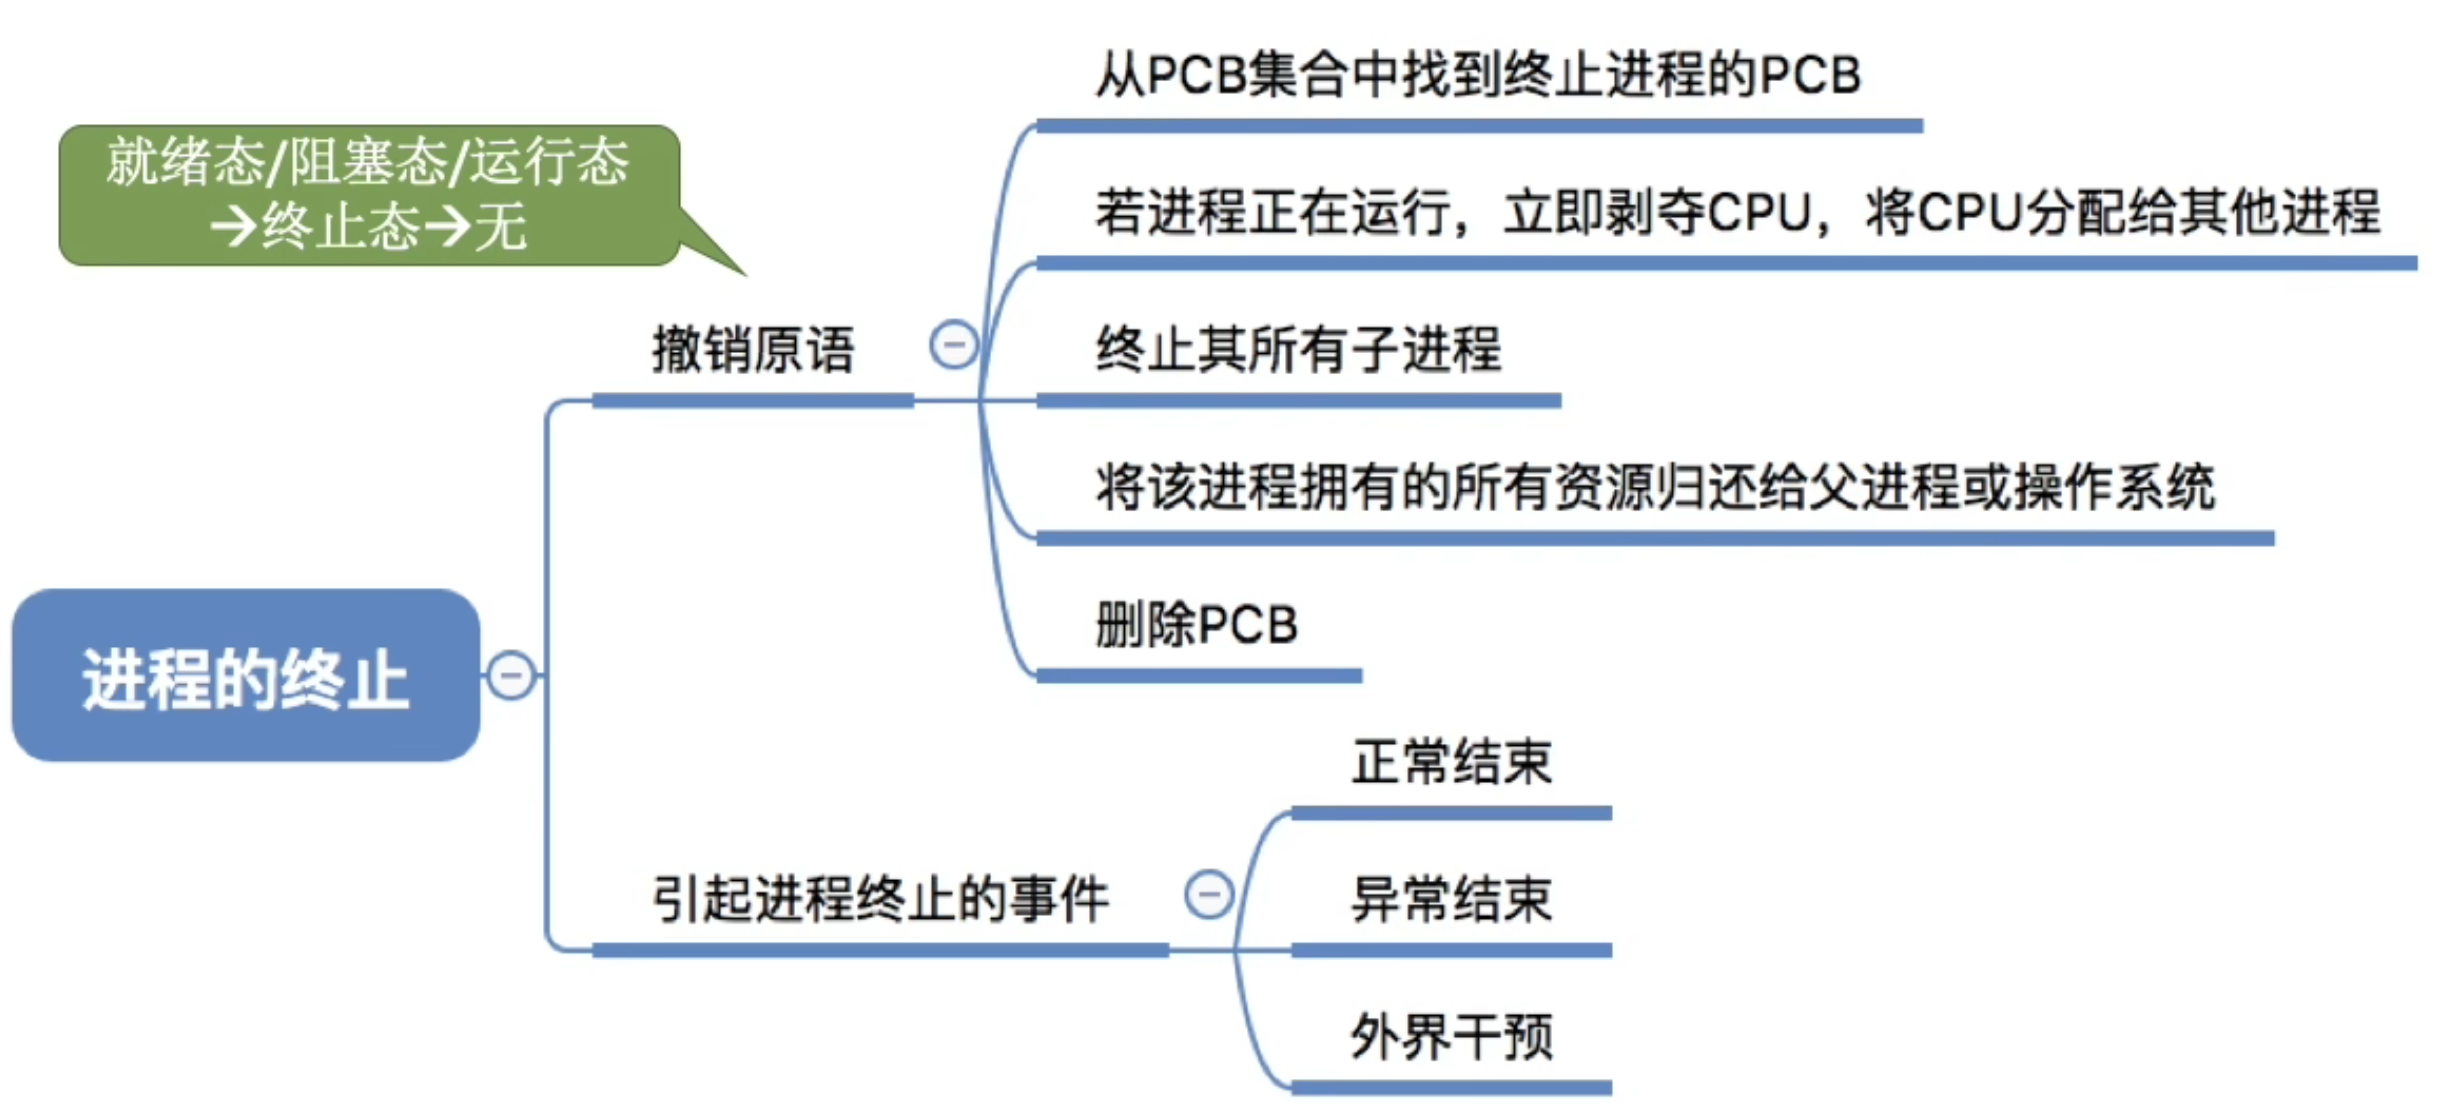 从PCB集合中找到终止进程的PCB
就绪态/阻塞态/运行态
→终止态→无
若进程正在运行，立即剥夺CPU，将CPU分配给其他进程
撤销原语
终止其所有子进程
将该进程拥有的所有资源归还给父进程或操作系统
删除PCB
进程的终止
正常结束
引起进程终止的事件
异常结束
外界干预